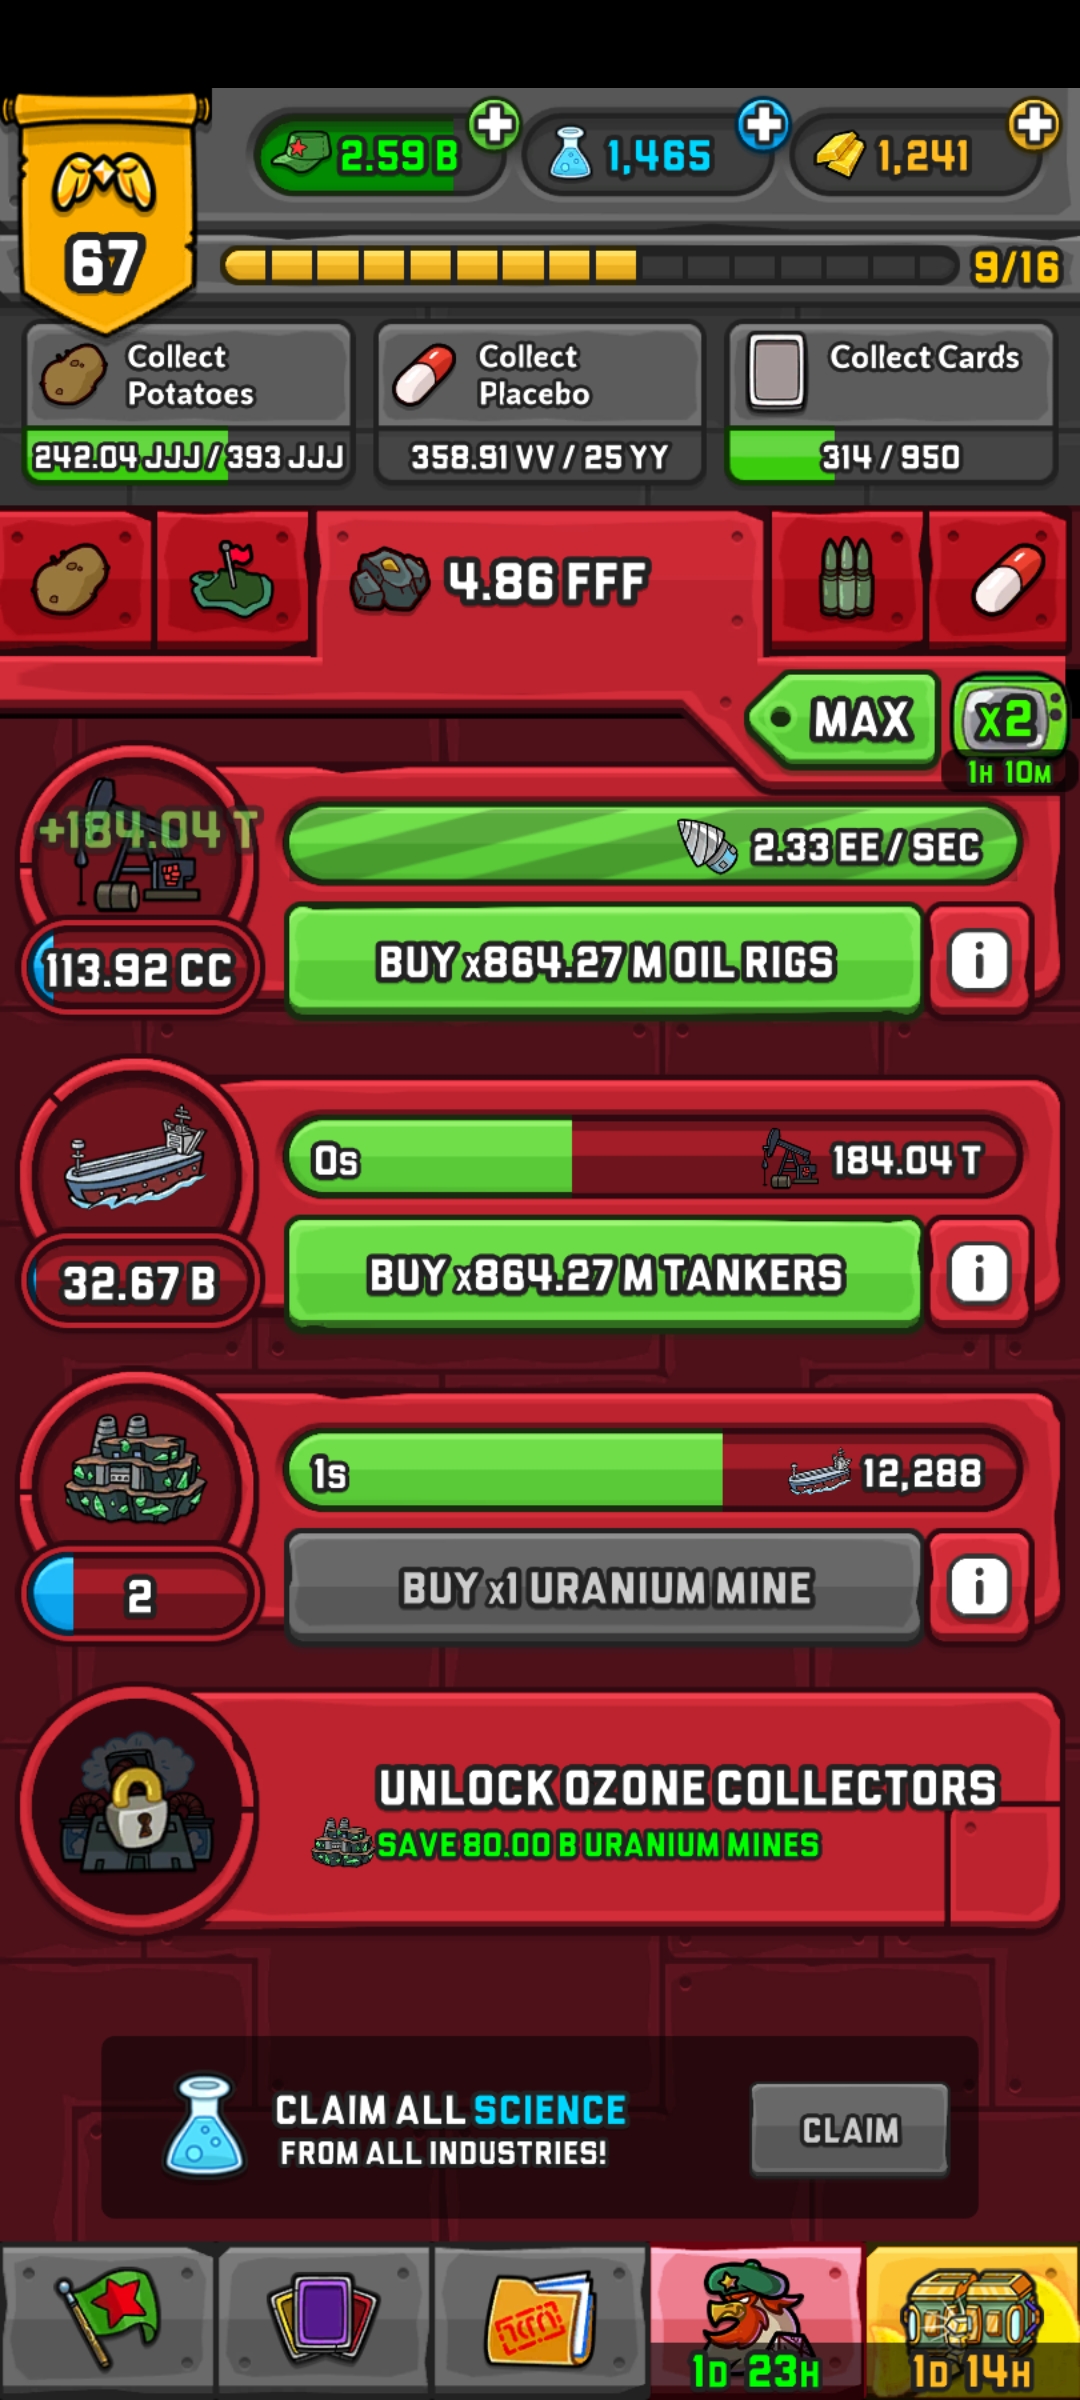 2.59 B
1,465
1,241
67
9/16
Collect Potatoes
242.04 JJJ / 393 JJJ
Collect Placebo
358.91 VV / 25 YY
Collect Cards
314 / 950
4.86 FFF
MAX
x2
1H 10M
+184.04 T
2.33 EE / SEC
113.92 CC
BUY x864.27 M OIL RIGS
i
0s
184.04 T
32.67 B
BUY x864.27 M TANKERS
i
1s
12,288
2
BUY x1 URANIUM MINE
i
UNLOCK OZONE COLLECTORS
SAVE 80.00 B URANIUM MINES
CLAIM ALL SCIENCE
FROM ALL INDUSTRIES!
CLAIM
1D 23H
1D 14H